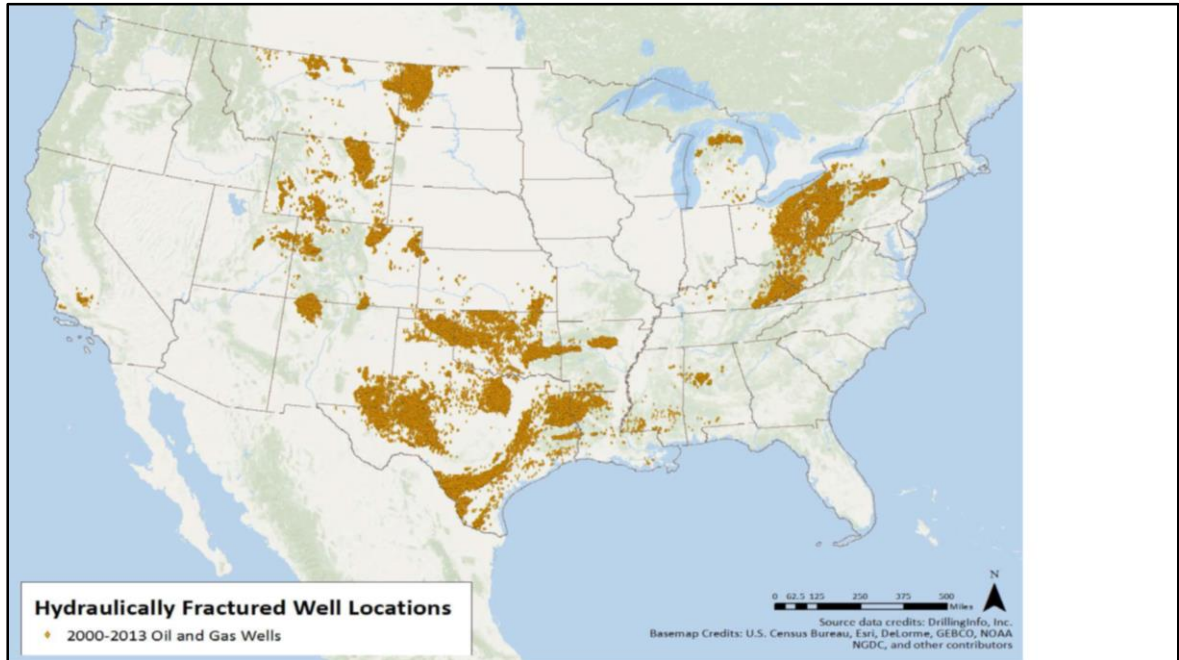 Hydraulically Fractured Well Locations
2000-2013 Oil and Gas Wells
N
0 62.5 125 250 375 500
Miles
Source data credits: DrillingInfo, Inc.
Basemap Credits: U.S. Census Bureau, Esri, DeLorme, GEBCO, NOAA
NGDC, and other contributors